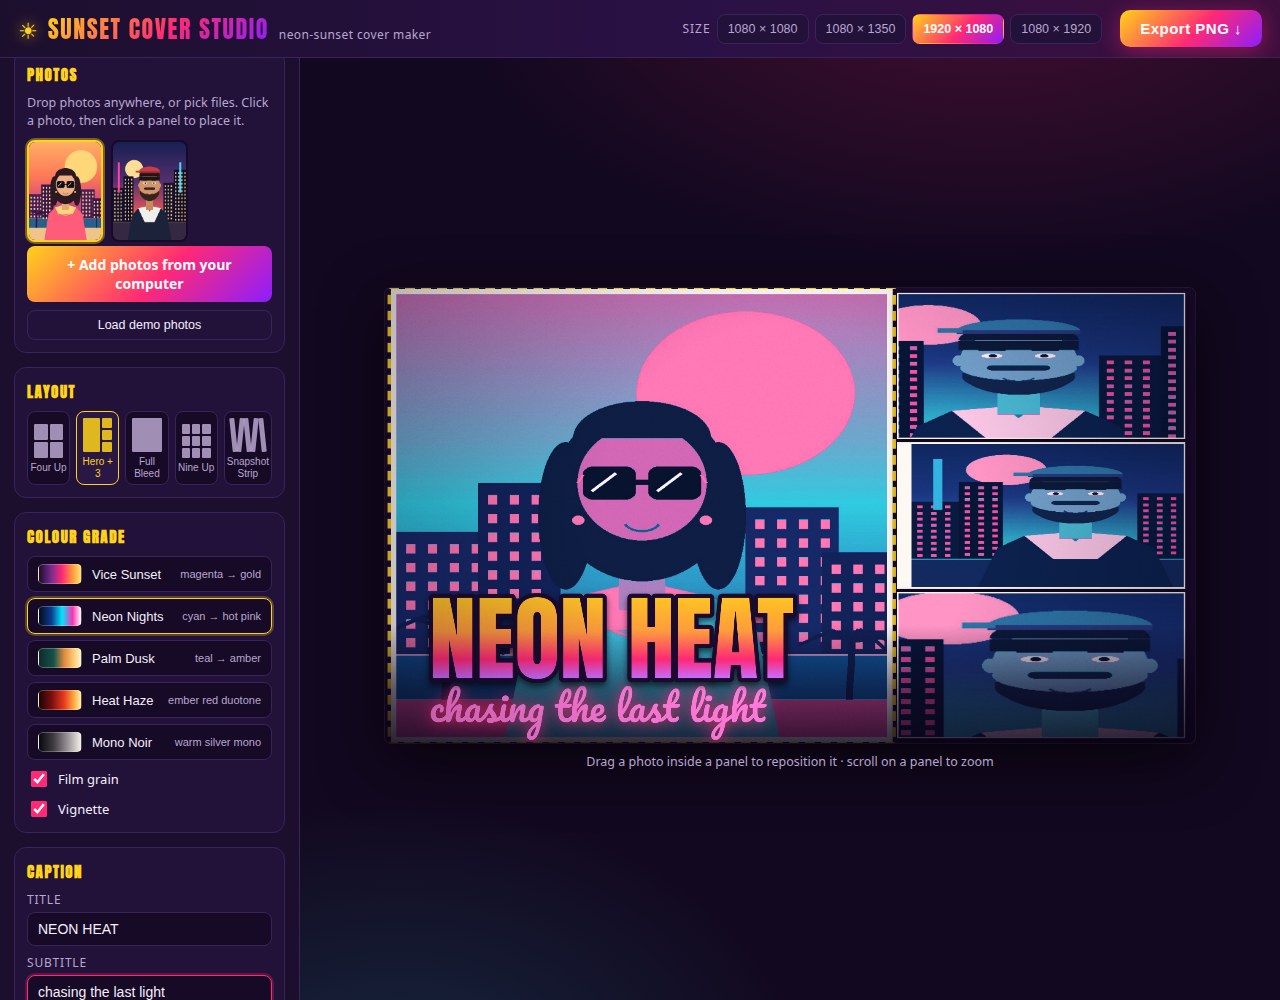 ☀ SUNSET COVER STUDIO neon-sunset cover maker
SIZE 1080 × 1080 1080 × 1350 1920 × 1080 1080 × 1920 Export PNG ↓
PHOTOS
Drop photos anywhere, or pick files. Click
a photo, then click a panel to place it.
+ Add photos from your
computer
Load demo photos
LAYOUT
Four Up
Hero +
3
Full
Bleed
Nine Up
Snapshot
Strip
COLOUR GRADE
Vice Sunset magenta → gold
Neon Nights cyan → hot pink
Palm Dusk teal → amber
Heat Haze ember red duotone
Mono Noir warm silver mono
Film grain
Vignette
CAPTION
TITLE
NEON HEAT
SUBTITLE
chasing the last light
NEON HEAT
chasing the last light
Drag a photo inside a panel to reposition it · scroll on a panel to zoom